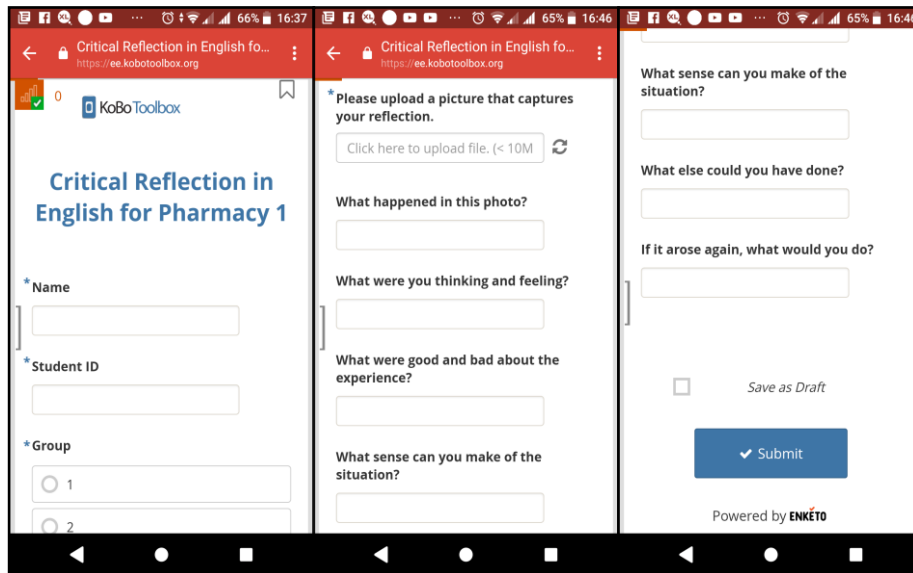 66% 16:37
Critical Reflection in English fo...
https://ee.kobotoolbox.org
0
KoBoToolbox
Critical Reflection in
English for Pharmacy 1
*Name
*Student ID
*Group
1
2
65% 16:46
Critical Reflection in English fo...
https://ee.kobotoolbox.org
*Please upload a picture that captures
your reflection.
Click here to upload file. (< 10M
What happened in this photo?
What were you thinking and feeling?
What were good and bad about the
experience?
What sense can you make of the
situation?
65% 16:46
What sense can you make of the
situation?
What else could you have done?
If it arose again, what would you do?
Save as Draft
Submit
Powered by ENKETO